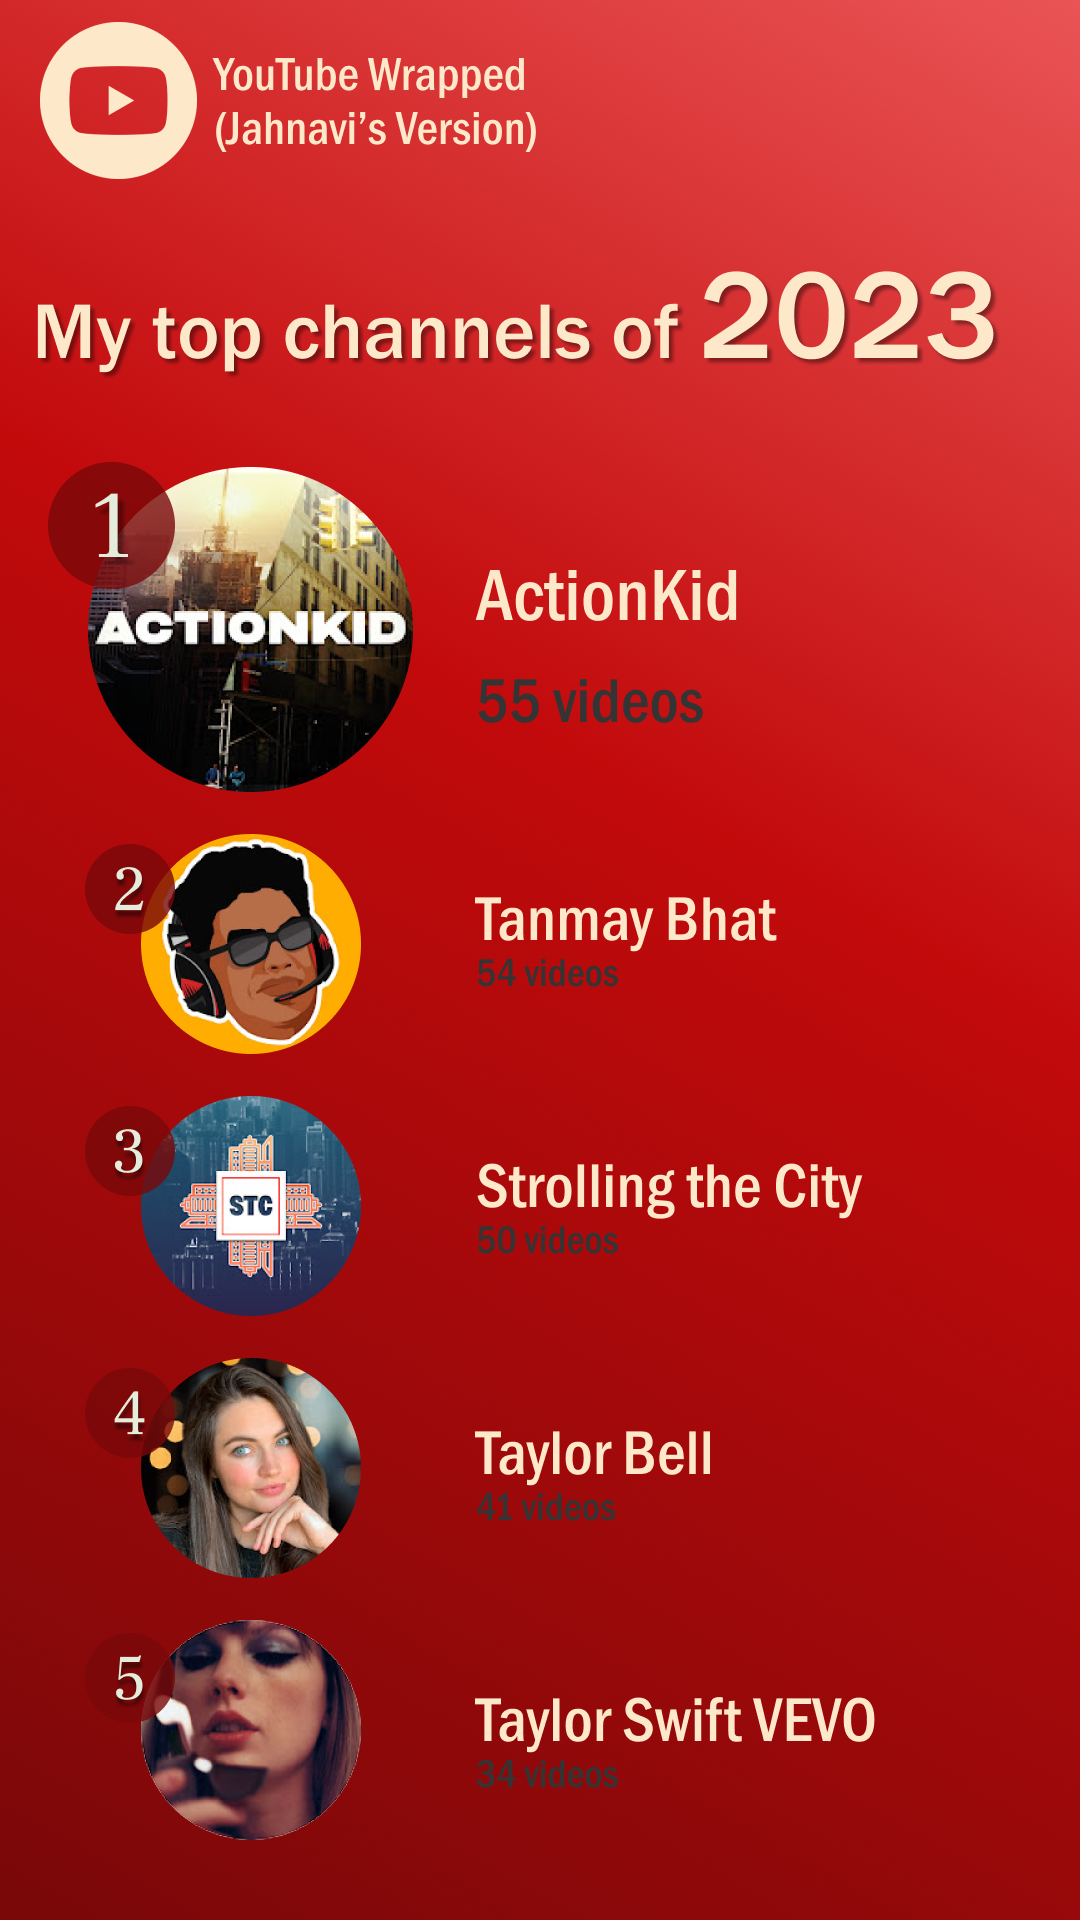 YouTube Wrapped
(Jahnavi’s Version)
My top channels of 2023
1
ACTIONKID
ActionKid
55 videos
2
Tanmay Bhat
54 videos
3
STC
Strolling the City
50 videos
4
Taylor Bell
41 videos
5
Taylor Swift VEVO
34 videos